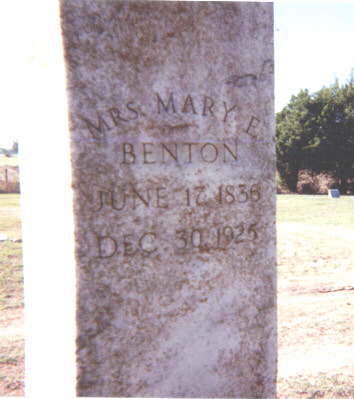 MRS. MARY E.
BENTON
JUNE 17, 1836
DEC. 30, 1925